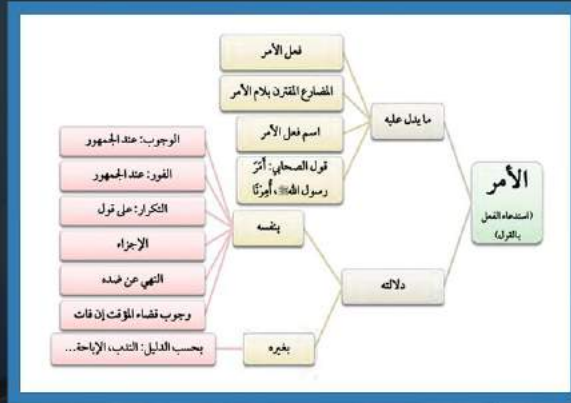 الأمر
(استدعاء الفعل
بالقول)
ما يدل عليه
فعل الأمر
المضارع المقترن بلام الأمر
اسم فعل الأمر
قول الصحابي: أَمَرَ
رسول الله ﷺ، أُمِرْنَا
دلالته
بنفسه
الوجوب: عند الجمهور
الفور: عند الجمهور
التكرار: على قول
الإجزاء
النهي عن ضده
وجوب قضاء المؤقت إن فات
بغيره
بحسب الدليل: الندب، الإباحة...